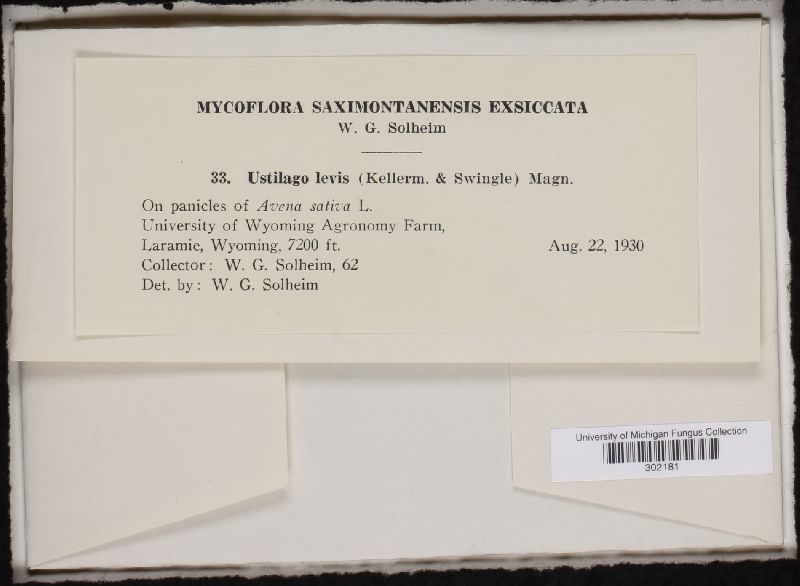 MYCOFLORA SAXIMONTANENSIS EXSICCATA
W. G. Solheim
33. Ustilago levis (Kellerm. & Swingle) Magn.
On panicles of Avena sativa L.
University of Wyoming Agronomy Farm,
Laramie, Wyoming, 7200 ft. Aug. 22, 1930
Collector: W. G. Solheim, 62
Det. by: W. G. Solheim
University of Michigan Fungus Collection
302181